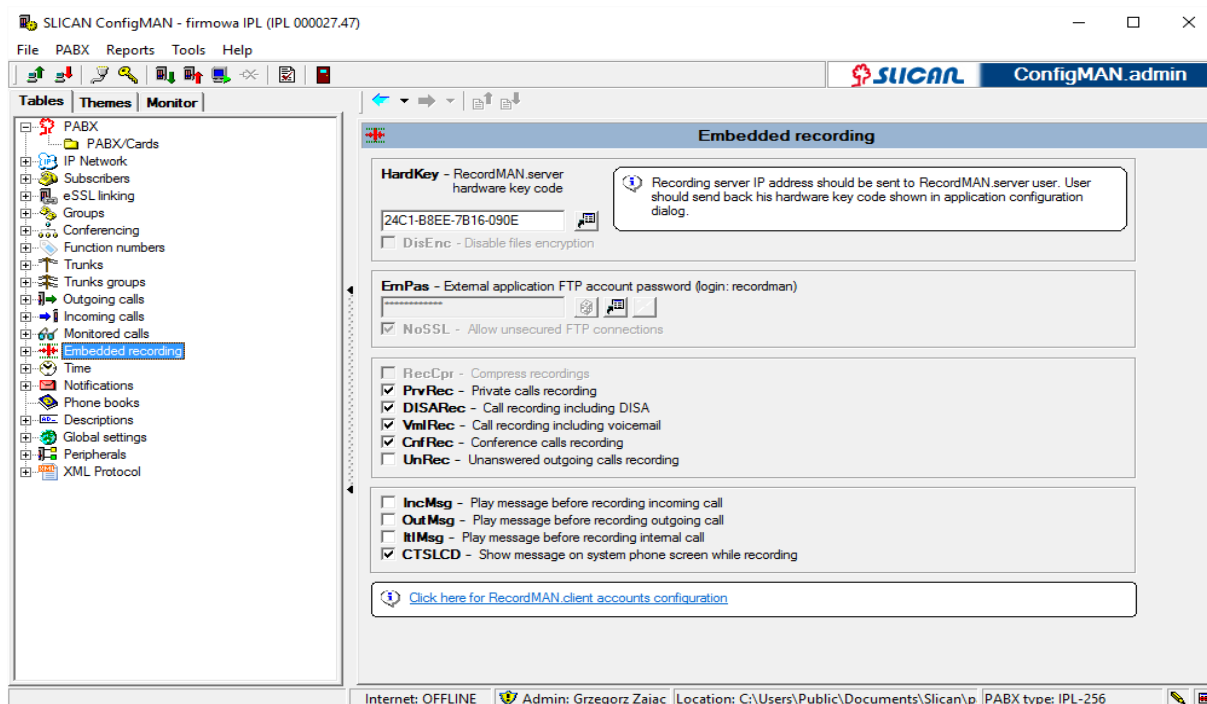 SLICAN ConfigMAN - firmowa IPL (IPL 000027.47)
File PABX Reports Tools Help
SLICAN ConfigMAN.admin
Tables Themes Monitor
PABX
PABX/Cards
IP Network
Subscribers
eSSL linking
Groups
Conferencing
Function numbers
Trunks
Trunks groups
Outgoing calls
Incoming calls
Monitored calls
Embedded recording
Time
Notifications
Phone books
Descriptions
Global settings
Peripherals
XML Protocol
Embedded recording
HardKey - RecordMAN.server
hardware key code
24C1-B8EE-7B16-090E
Recording server IP address should be sent to RecordMAN.server user. User
should send back his hardware key code shown in application configuration
dialog.
DisEnc - Disable files encryption
EmPas - External application FTP account password (login: recordman)
************
NoSSL - Allow unsecured FTP connections
RecCpr - Compress recordings
PrvRec - Private calls recording
DISARec - Call recording including DISA
VmlRec - Call recording including voicemail
CnfRec - Conference calls recording
UnRec - Unanswered outgoing calls recording
IncMsg - Play message before recording incoming call
OutMsg - Play message before recording outgoing call
ItlMsg - Play message before recording internal call
CTSLCD - Show message on system phone screen while recording
Click here for RecordMAN.client accounts configuration
Internet: OFFLINE Admin: Grzegorz Zając Location: C:\Users\Public\Documents\Slican\p PABX type: IPL-256